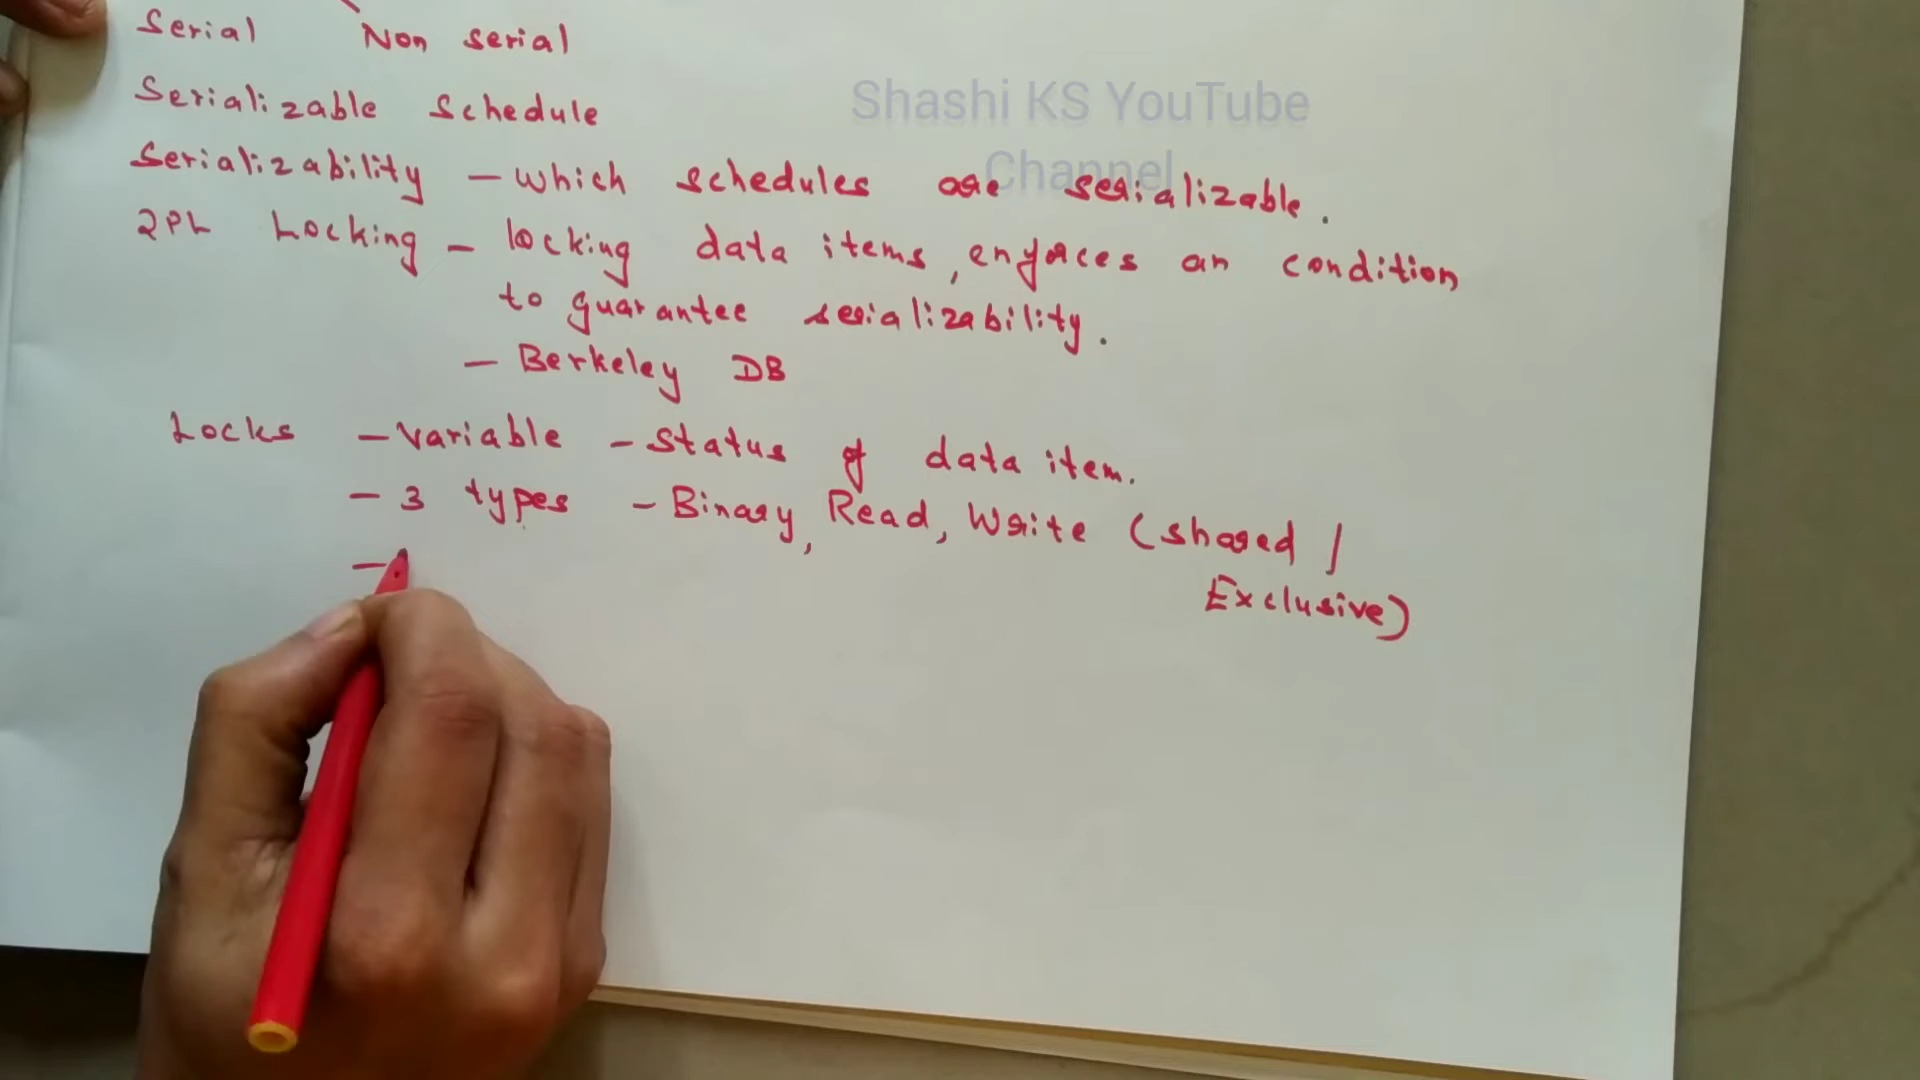 Serial Non serial
Serializable Schedule
Shashi KS YouTube
Channel
Serializability - which schedules are serializable.
2PL Locking - locking data items, enforces an condition
to guarantee serializability.
- Berkeley DB
Locks - variable - status of data item.
- 3 types - Binary, Read, Write (shared /
Exclusive)
-